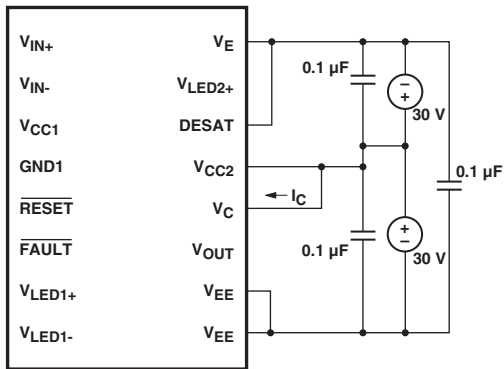 V_IN+ V_E
0.1 µF
V_IN- V_LED2+
30 V
V_CC1 DESAT
GND1 V_CC2
0.1 µF
I_C
RESET V_C
FAULT V_OUT
0.1 µF
30 V
V_LED1+ V_EE
V_LED1- V_EE